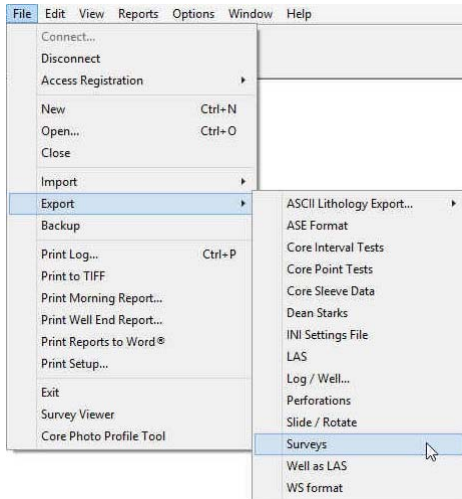 File Edit View Reports Options Window Help
Connect...
Disconnect
Access Registration
New Ctrl+N
Open... Ctrl+O
Close
Import
Export
Backup
Print Log... Ctrl+P
Print to TIFF
Print Morning Report...
Print Well End Report...
Print Reports to Word®
Print Setup...
Exit
Survey Viewer
Core Photo Profile Tool
ASCII Lithology Export...
ASE Format
Core Interval Tests
Core Point Tests
Core Sleeve Data
Dean Starks
INI Settings File
LAS
Log / Well...
Perforations
Slide / Rotate
Surveys
Well as LAS
WS format